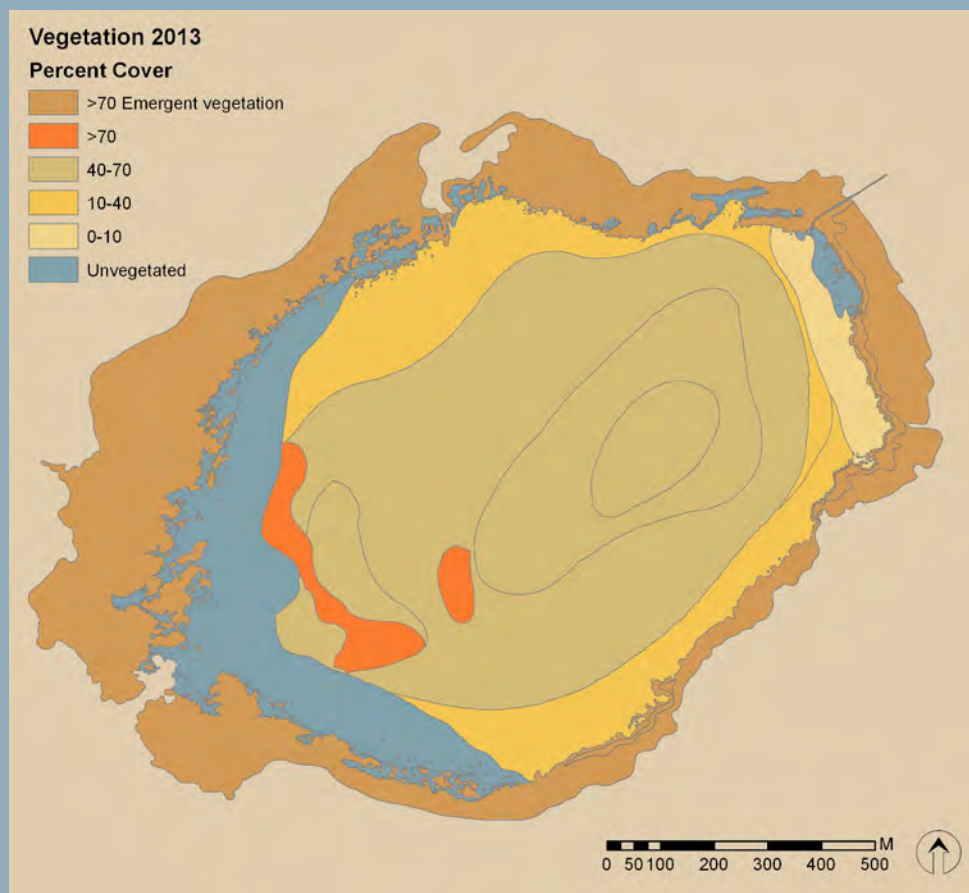 Vegetation 2013
Percent Cover
>70 Emergent vegetation
>70
40-70
10-40
0-10
Unvegetated
M
0 50 100 200 300 400 500